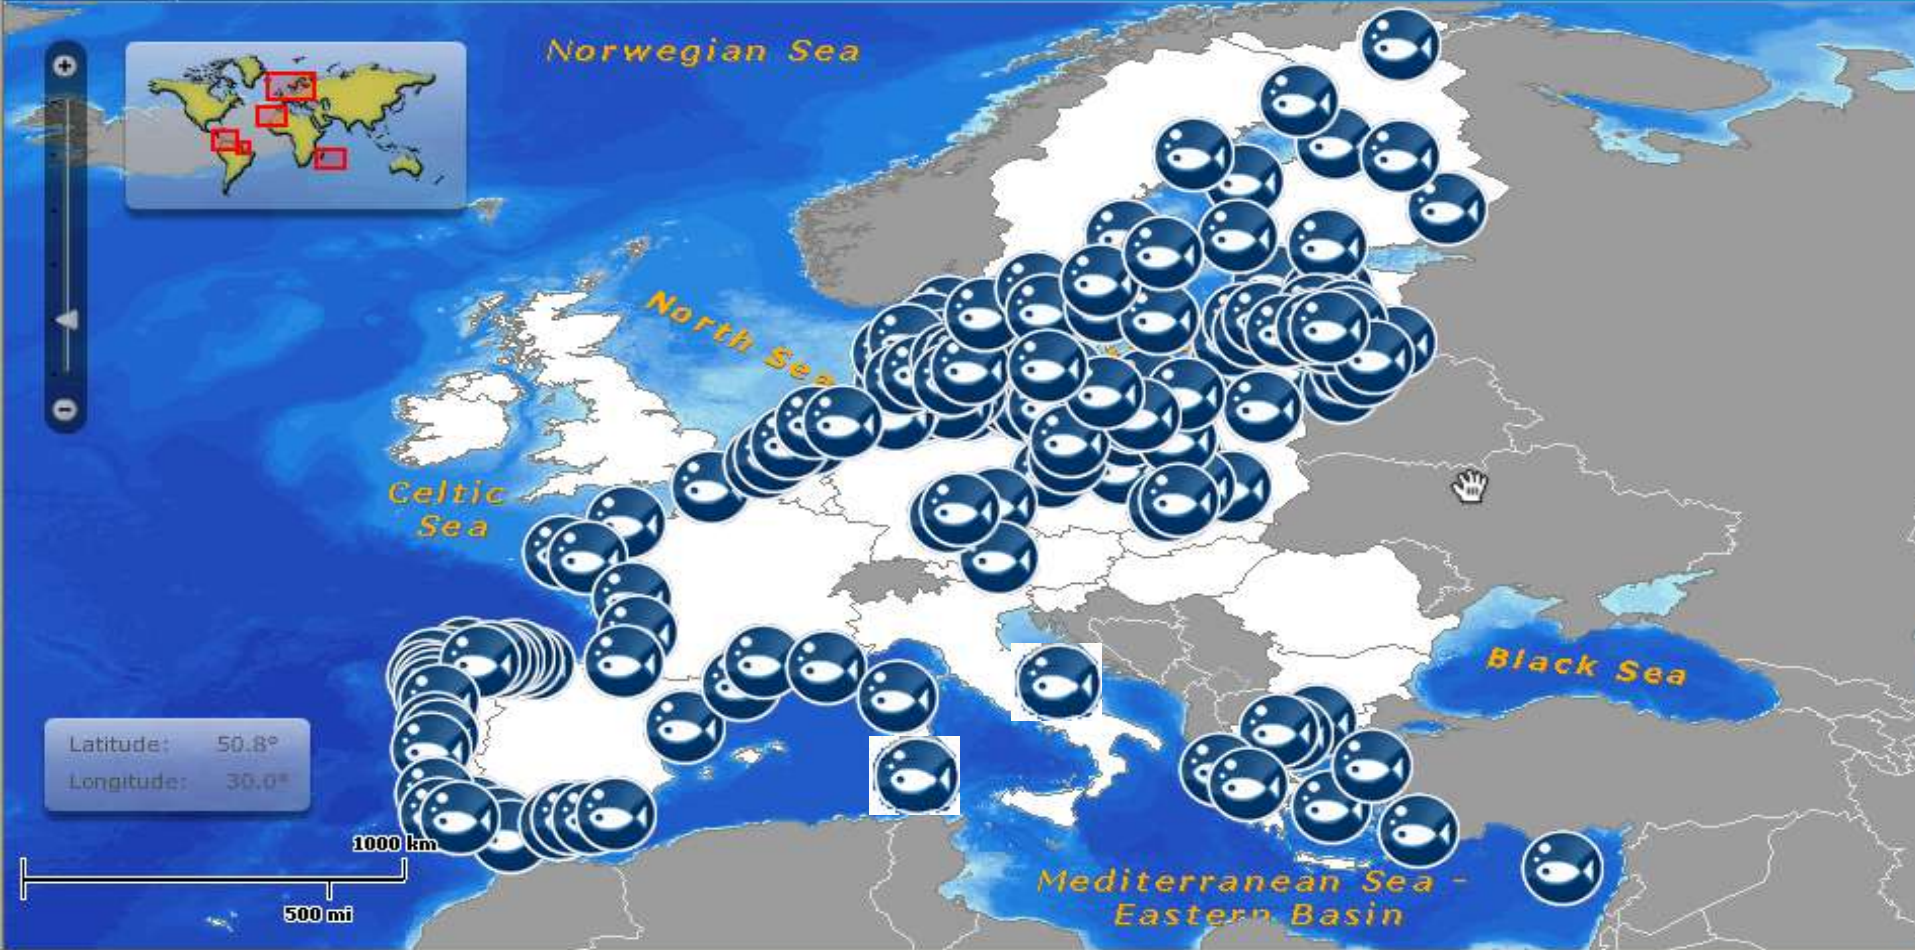 Norwegian Sea
North Sea
Celtic
Sea
Black Sea
Latitude: 50.8°
Longitude: 30.0°
1000 km
500 mi
Mediterranean Sea -
Eastern Basin